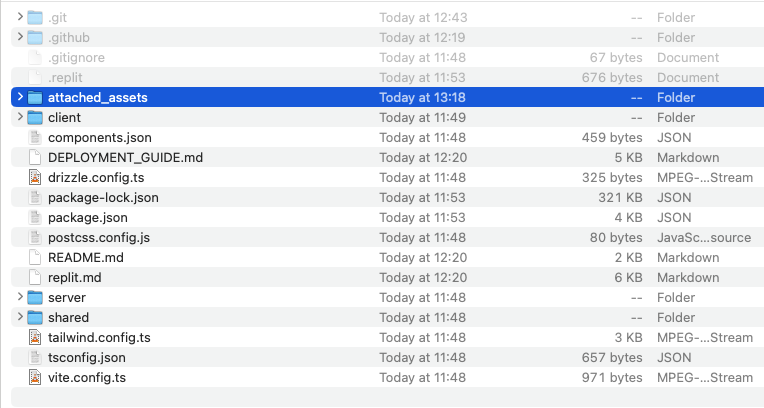 .git Today at 12:43 -- Folder
.github Today at 12:19 -- Folder
.gitignore Today at 11:48 67 bytes Document
.replit Today at 11:53 676 bytes Document
attached_assets Today at 13:18 -- Folder
client Today at 11:49 -- Folder
components.json Today at 11:48 459 bytes JSON
DEPLOYMENT_GUIDE.md Today at 12:20 5 KB Markdown
drizzle.config.ts Today at 11:48 325 bytes MPEG-...Stream
package-lock.json Today at 11:53 321 KB JSON
package.json Today at 11:53 4 KB JSON
postcss.config.js Today at 11:48 80 bytes JavaSc...source
README.md Today at 12:20 2 KB Markdown
replit.md Today at 12:20 6 KB Markdown
server Today at 11:48 -- Folder
shared Today at 11:48 -- Folder
tailwind.config.ts Today at 11:48 3 KB MPEG-...Stream
tsconfig.json Today at 11:48 657 bytes JSON
vite.config.ts Today at 11:48 971 bytes MPEG-...Stream